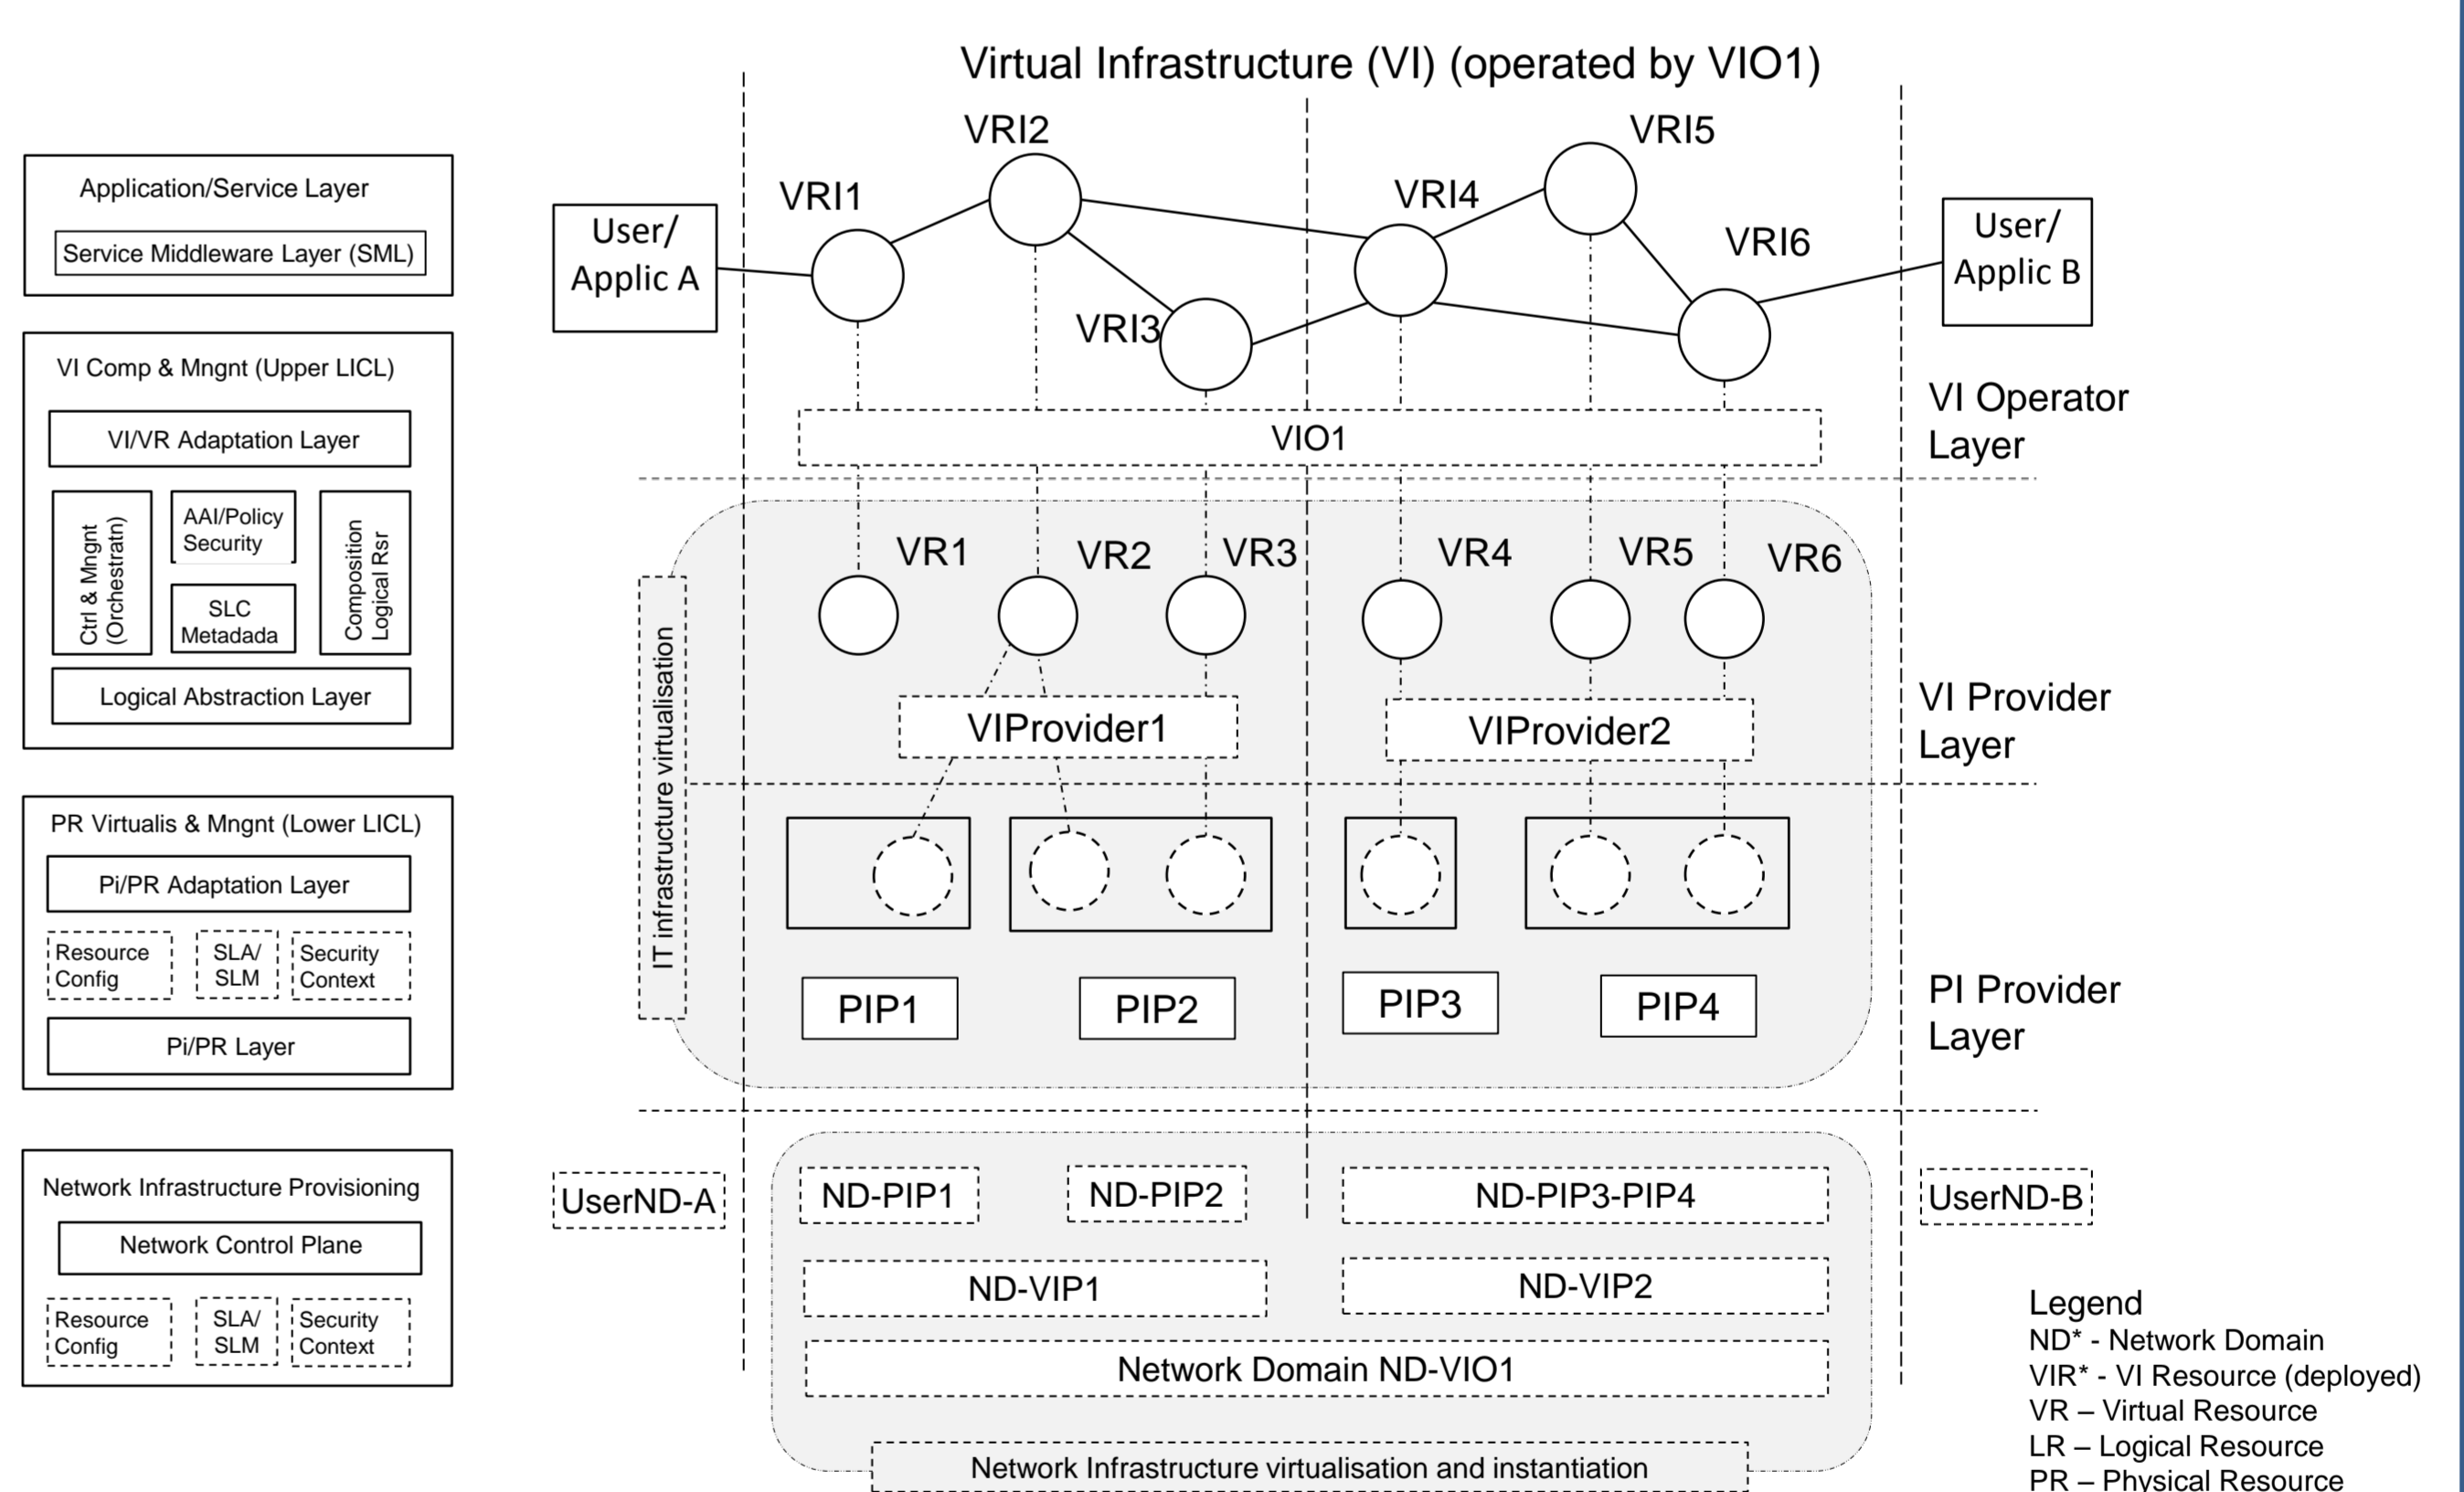 Virtual Infrastructure (VI) (operated by VIO1)
Application/Service Layer
Service Middleware Layer (SML)
VI Comp & Mngnt (Upper LICL)
VI/VR Adaptation Layer
Ctrl & Mngnt
(Orchestratn)
AAI/Policy
Security
SLC
Metadada
Composition
Logical Rsr
Logical Abstraction Layer
PR Virtualis & Mngnt (Lower LICL)
Pi/PR Adaptation Layer
Resource
Config
SLA/
SLM
Security
Context
Pi/PR Layer
Network Infrastructure Provisioning
Network Control Plane
Resource
Config
SLA/
SLM
Security
Context
User/
Applic A
VRI1
VRI2
VRI3
VRI4
VRI5
VRI6
User/
Applic B
VIO1
VI Operator
Layer
IT infrastructure virtualisation
VR1
VR2
VR3
VR4
VR5
VR6
VIProvider1
VIProvider2
VI Provider
Layer
PIP1
PIP2
PIP3
PIP4
PI Provider
Layer
UserND-A
ND-PIP1
ND-PIP2
ND-PIP3-PIP4
UserND-B
ND-VIP1
ND-VIP2
Network Domain ND-VIO1
Network Infrastructure virtualisation and instantiation
Legend
ND* - Network Domain
VIR* - VI Resource (deployed)
VR – Virtual Resource
LR – Logical Resource
PR – Physical Resource